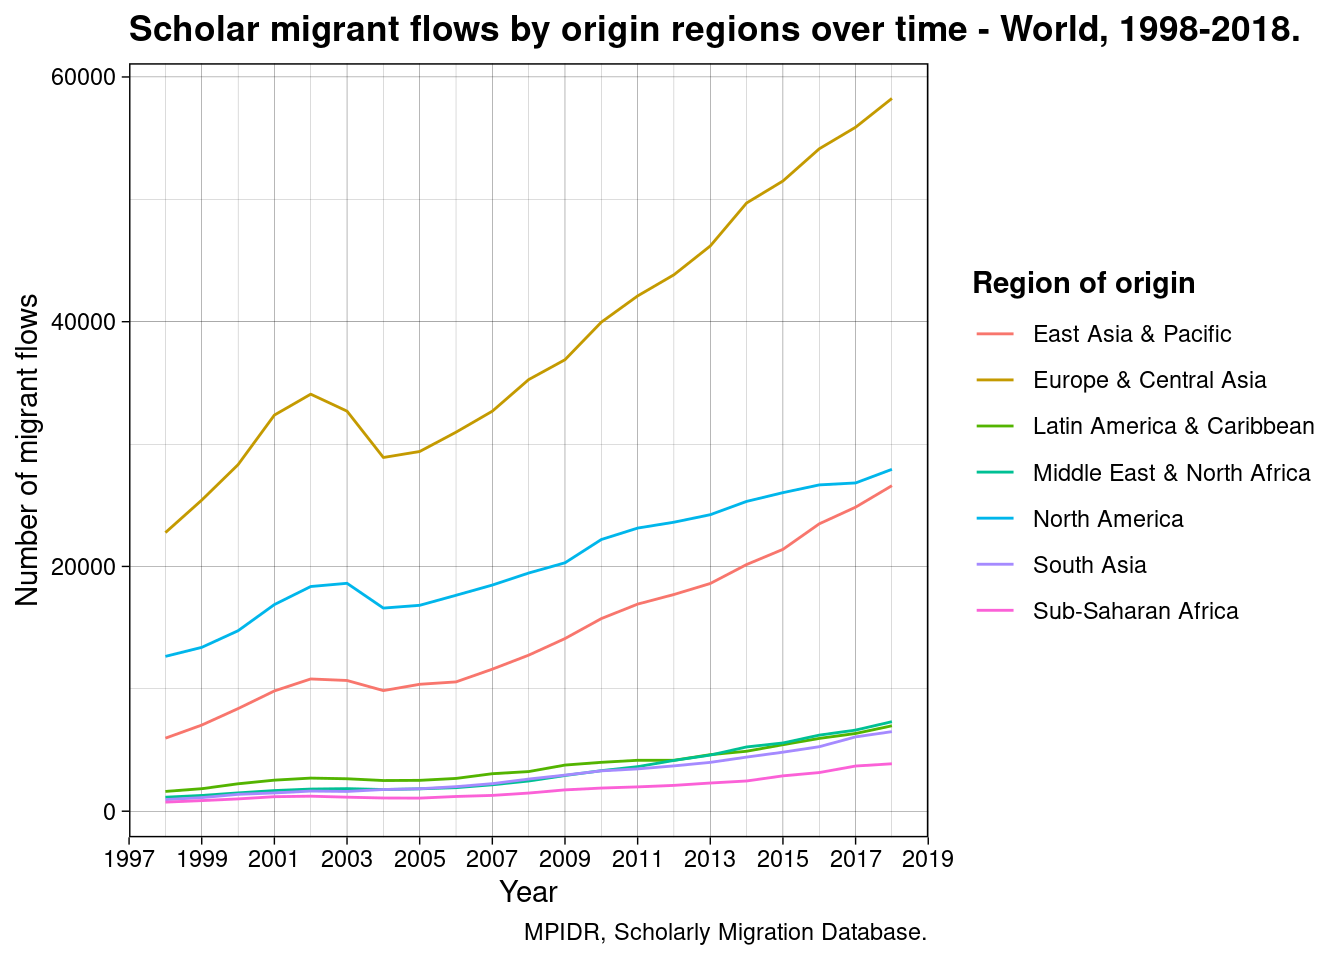 Scholar migrant flows by origin regions over time - World, 1998-2018.
Number of migrant flows
60000
40000
20000
0
1997 1999 2001 2003 2005 2007 2009 2011 2013 2015 2017 2019
Year
MPIDR, Scholarly Migration Database.
Region of origin
East Asia & Pacific
Europe & Central Asia
Latin America & Caribbean
Middle East & North Africa
North America
South Asia
Sub-Saharan Africa